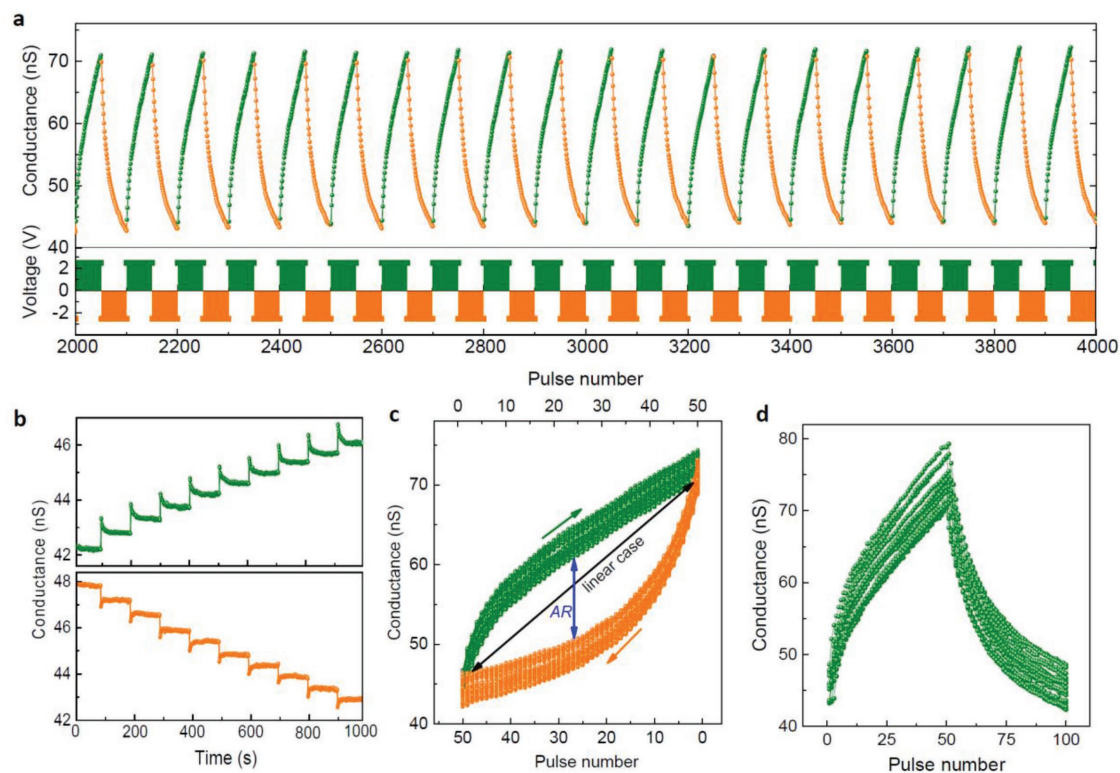 a
Conductance (nS)
70
60
50
40
Voltage (V)
2
0
-2
2000 2200 2400 2600 2800 3000 3200 3400 3600 3800 4000
Pulse number
b
Conductance (nS)
46
44
42
48
46
44
42
0 200 400 600 800 1000
Time (s)
c
Pulse number
0 10 20 30 40 50
Conductance (nS)
70
60
50
40
linear case
AR
50 40 30 20 10 0
Pulse number
d
Conductance (nS)
80
70
60
50
40
0 25 50 75 100
Pulse number